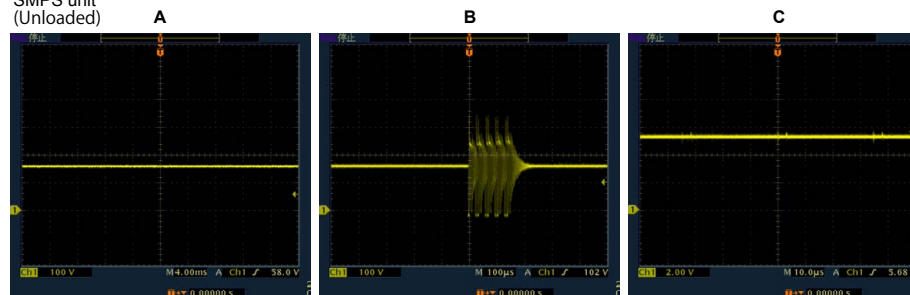 SMPS unit
(Unloaded)
A
B
C
停止
停止
停止
Ch1 100 V M4.00ms A Ch1 58.0 V
Ch1 100 V M 100µs A Ch1 102 V
Ch1 2.00 V M 10.0µs A Ch1 5.68
0.00000 s
0.00000 s
0.00000 s